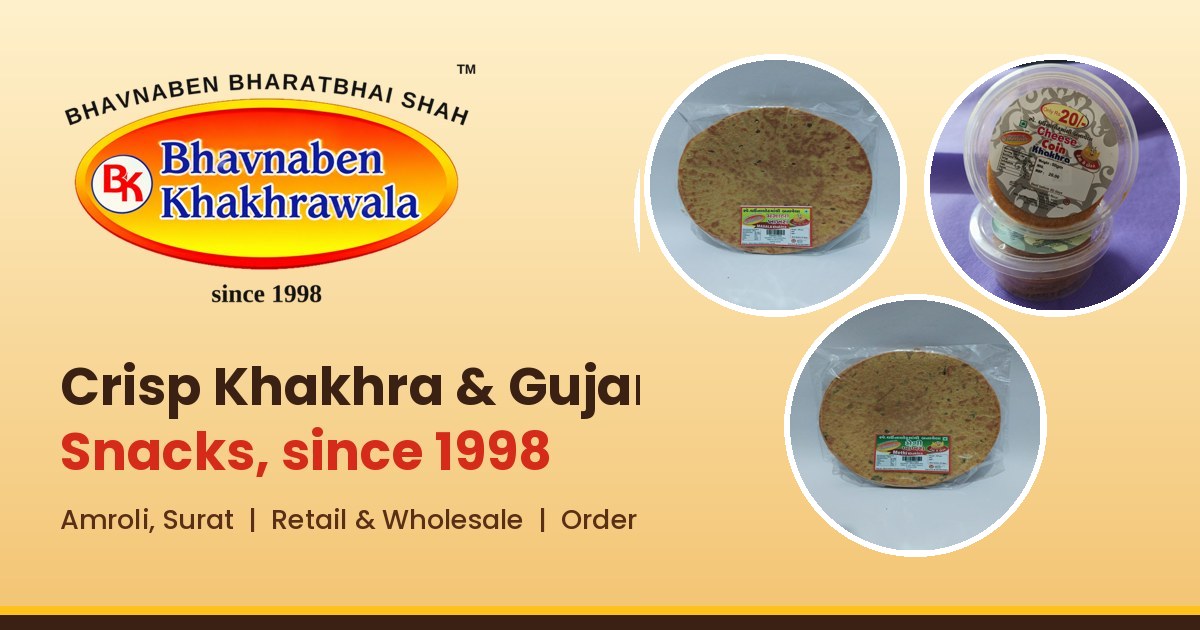 BHAVNABEN BHARATBHAI SHAH
TM
BK
Bhavnaben
Khakhrawala
since 1998
Crisp Khakhra & Gujar
Snacks, since 1998
Amroli, Surat | Retail & Wholesale | Order
20/-
Cheese
Coin
Khakhra